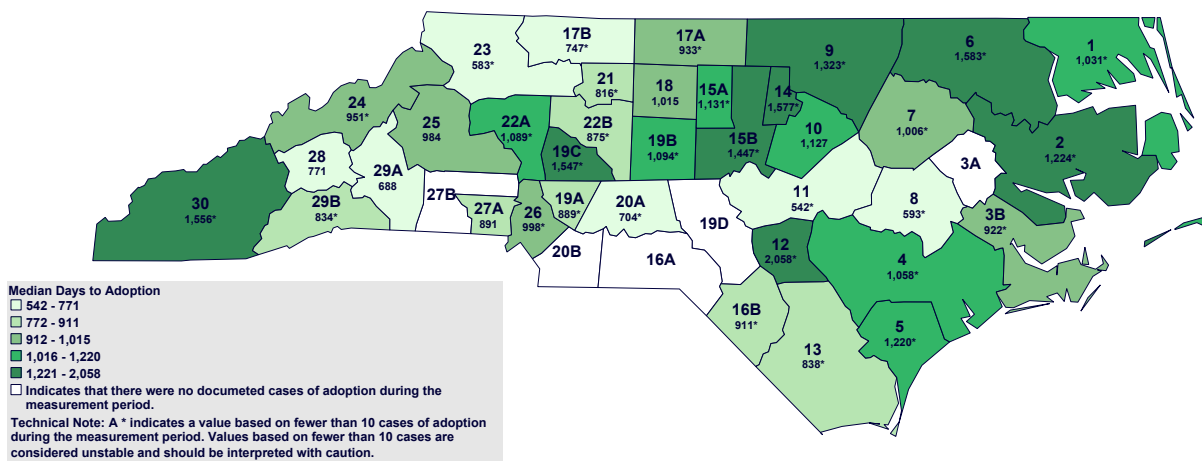 17B
747*
17A
933*
23
583*
9
1,323*
6
1,583*
1
1,031*
21
816*
18
1,015
15A
1,131*
14
1,577*
24
951*
25
984
22A
1,089*
22B
875*
7
1,006*
10
1,127
19B
1,094*
15B
1,447*
2
1,224*
19C
1,547*
28
771
29A
688
3A
27B
11
542*
8
593*
30
1,556*
29B
834*
27A
891
26
998*
19A
889*
20A
704*
3B
922*
19D
20B
16A
12
2,058*
4
1,058*
16B
911*
5
1,220*
13
838*
Median Days to Adoption
542 - 771
772 - 911
912 - 1,015
1,016 - 1,220
1,221 - 2,058
Indicates that there were no documeted cases of adoption during the
measurement period.
Technical Note: A * indicates a value based on fewer than 10 cases of adoption
during the measurement period. Values based on fewer than 10 cases are
considered unstable and should be interpreted with caution.